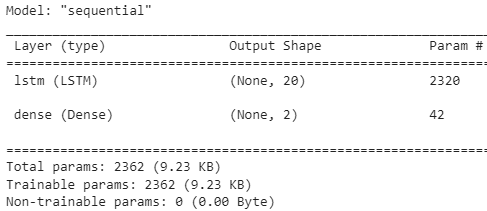 Model: "sequential"
_________________________________________________________________
Layer (type) Output Shape Param #
=================================================================
lstm (LSTM) (None, 20) 2320
dense (Dense) (None, 2) 42
=================================================================
Total params: 2362 (9.23 KB)
Trainable params: 2362 (9.23 KB)
Non-trainable params: 0 (0.00 Byte)